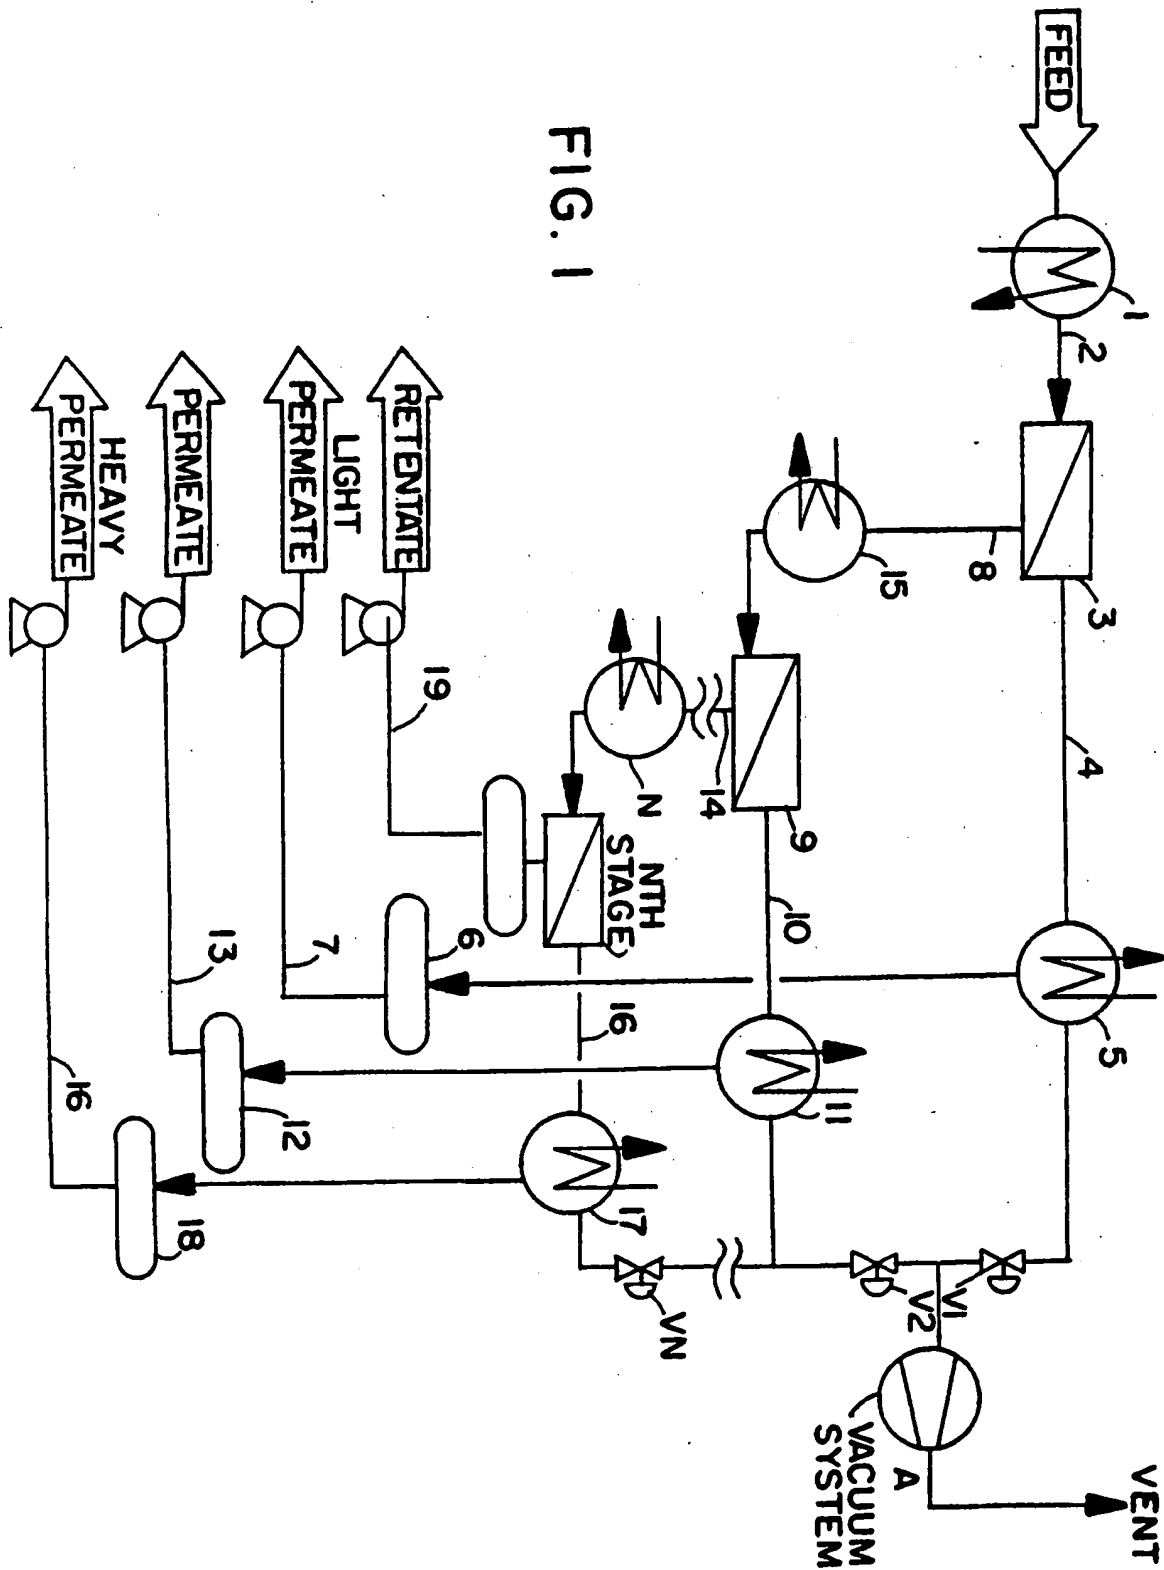 FEED
1
2
3
4
5
VENT
8
15
VACUUM
SYSTEM
A
V1
V2
9
10
11
14
N
NTH
STAGE
16
17
VN
FIG. 1
RETENTATE
19
LIGHT
PERMEATE
7
6
PERMEATE
13
12
HEAVY
PERMEATE
16
18